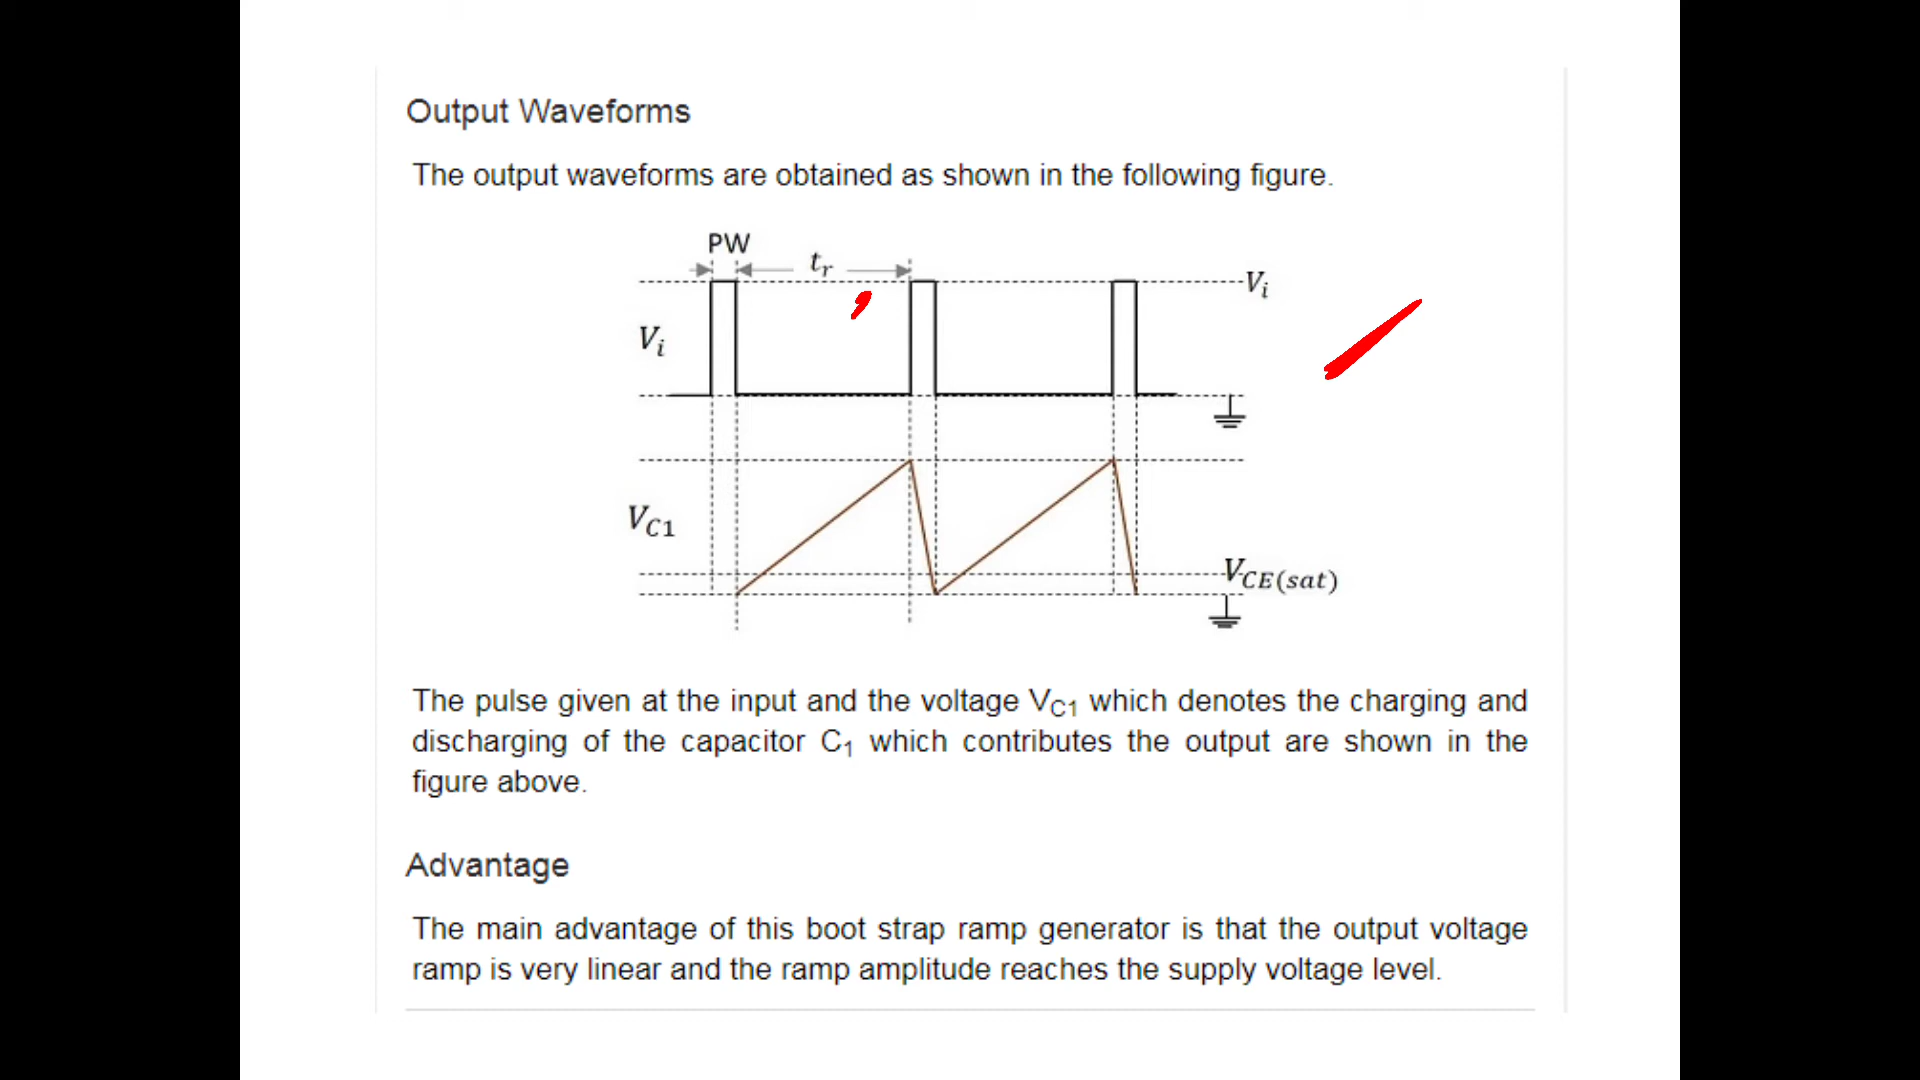 Output Waveforms
The output waveforms are obtained as shown in the following figure.
PW
tr
Vi
Vi
VC1
VCE(sat)
The pulse given at the input and the voltage VC1 which denotes the charging and
discharging of the capacitor C1 which contributes the output are shown in the
figure above.
Advantage
The main advantage of this boot strap ramp generator is that the output voltage
ramp is very linear and the ramp amplitude reaches the supply voltage level.